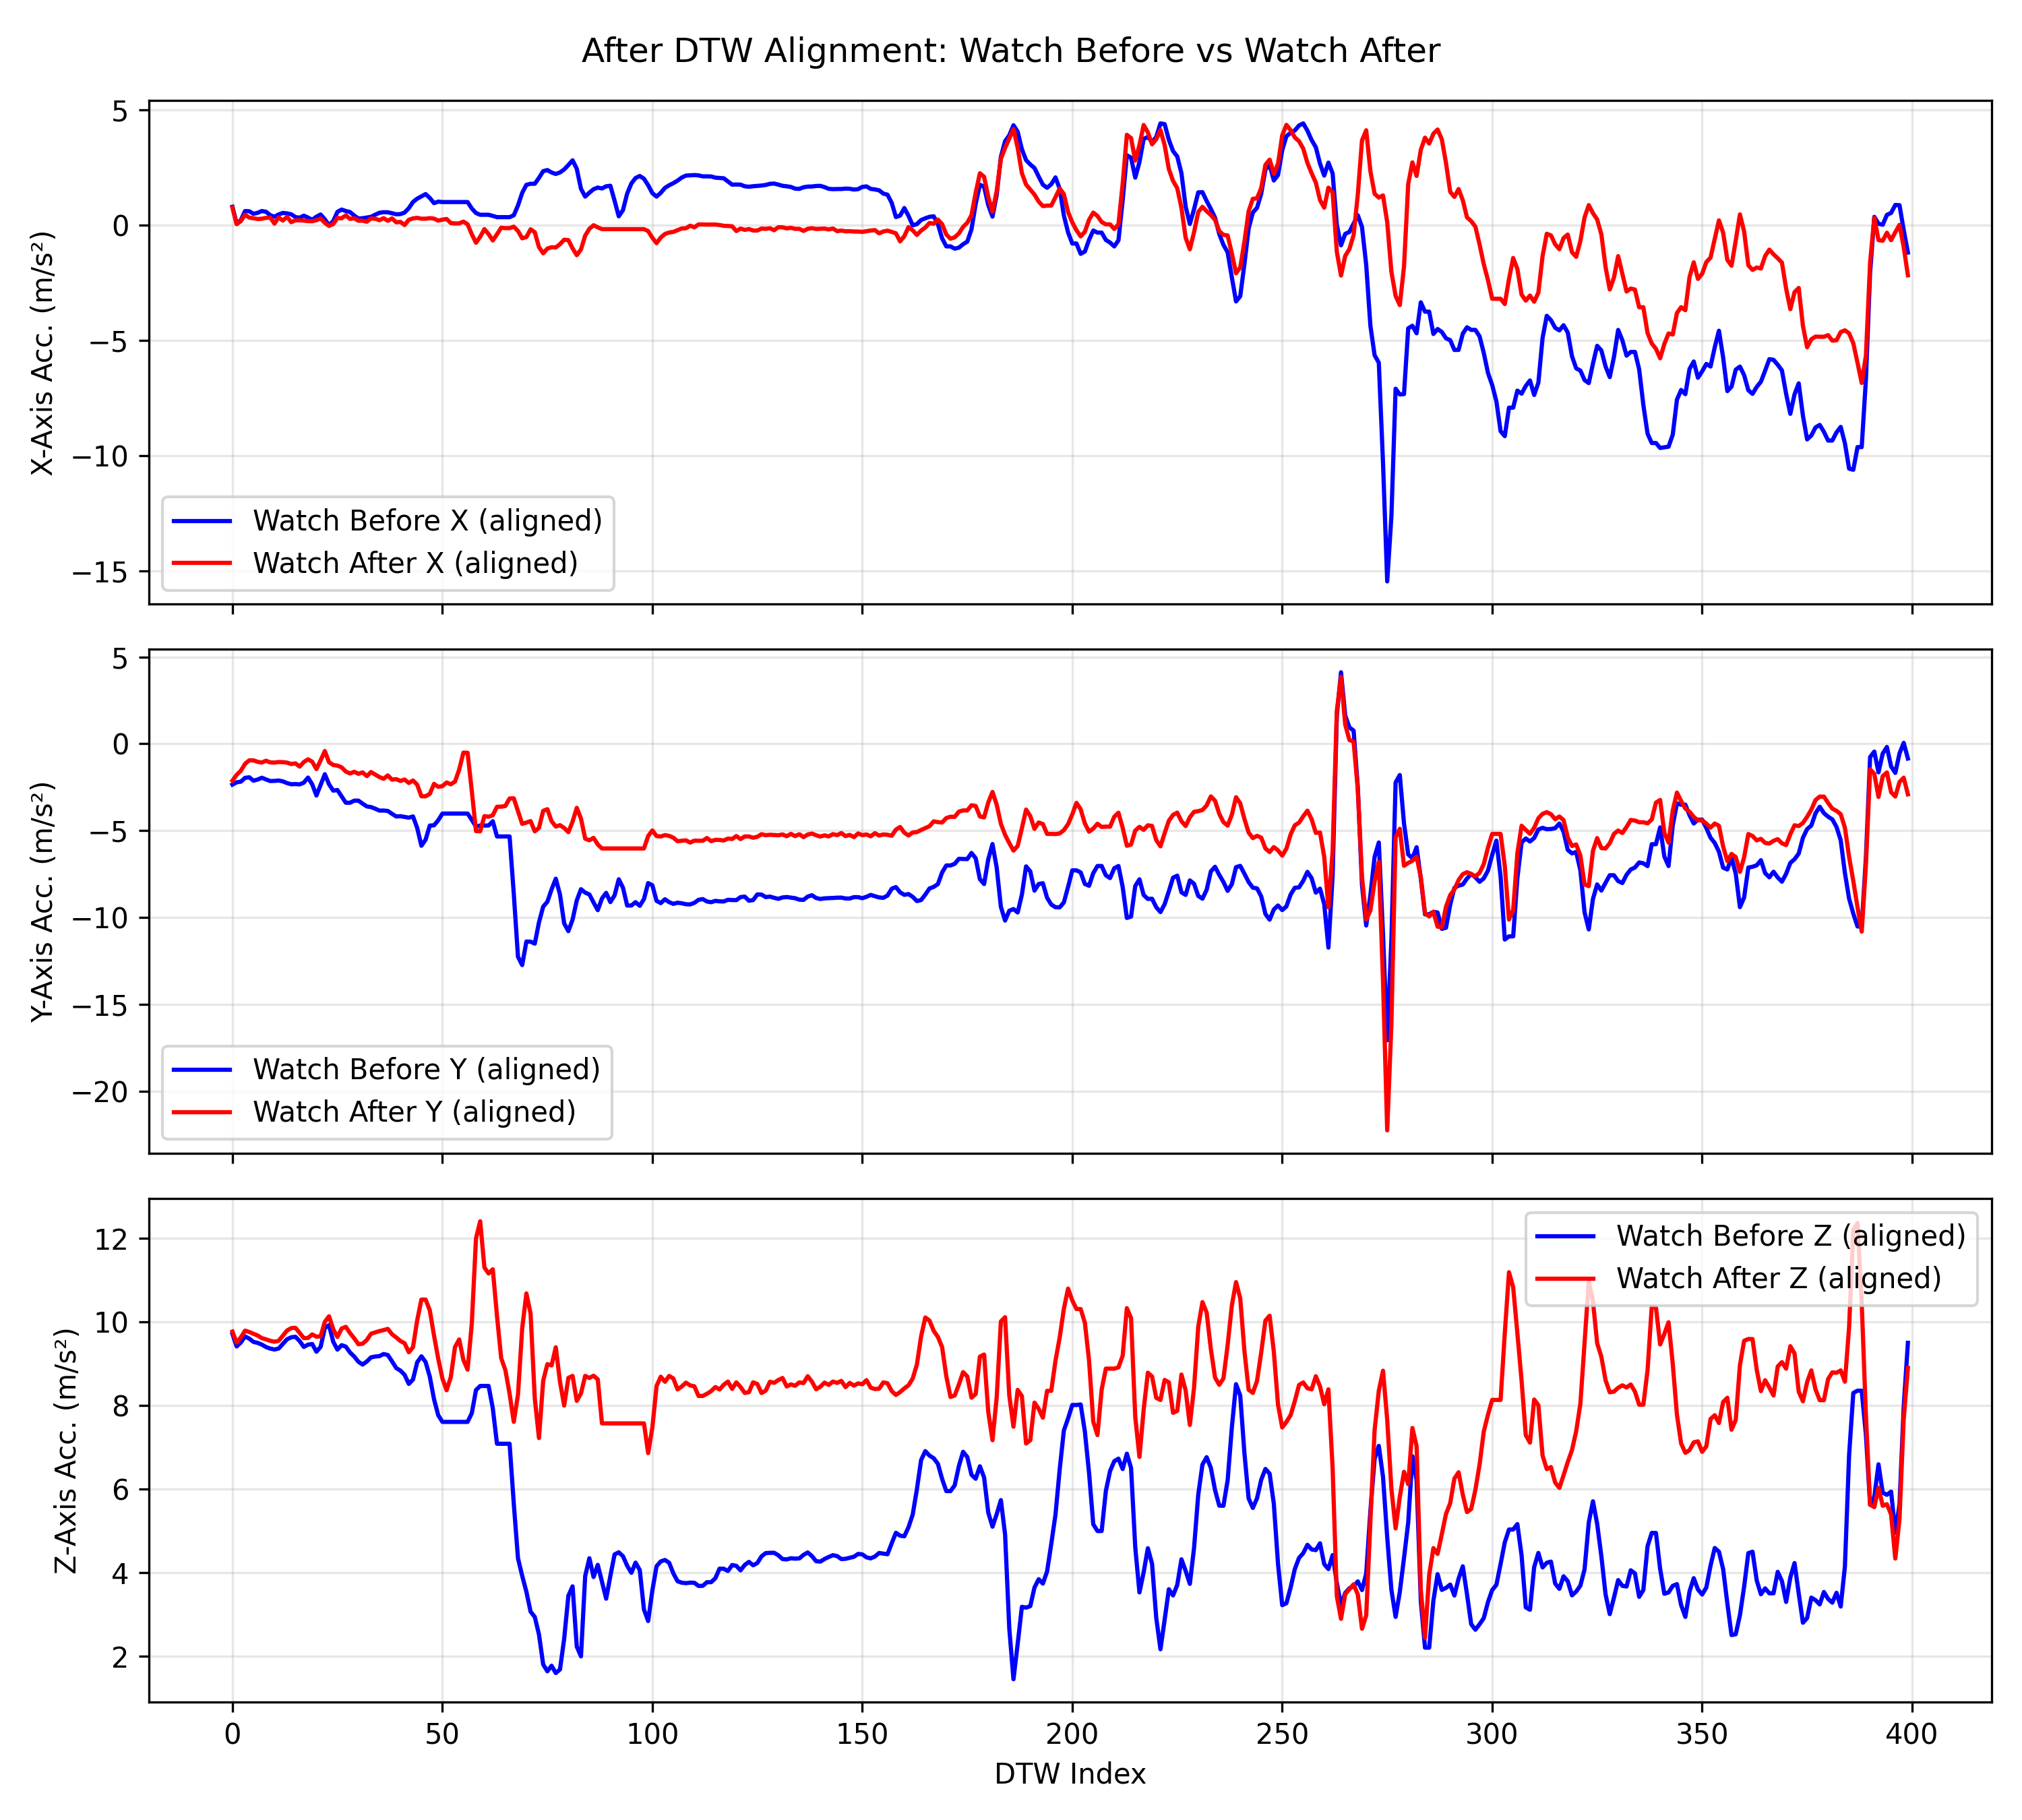 After DTW Alignment: Watch Before vs Watch After
5
0
−5
−10
−15
X-Axis Acc. (m/s²)
Watch Before X (aligned)
Watch After X (aligned)
5
0
−5
−10
−15
−20
Y-Axis Acc. (m/s²)
Watch Before Y (aligned)
Watch After Y (aligned)
12
10
8
6
4
2
Z-Axis Acc. (m/s²)
Watch Before Z (aligned)
Watch After Z (aligned)
0 50 100 150 200 250 300 350 400
DTW Index